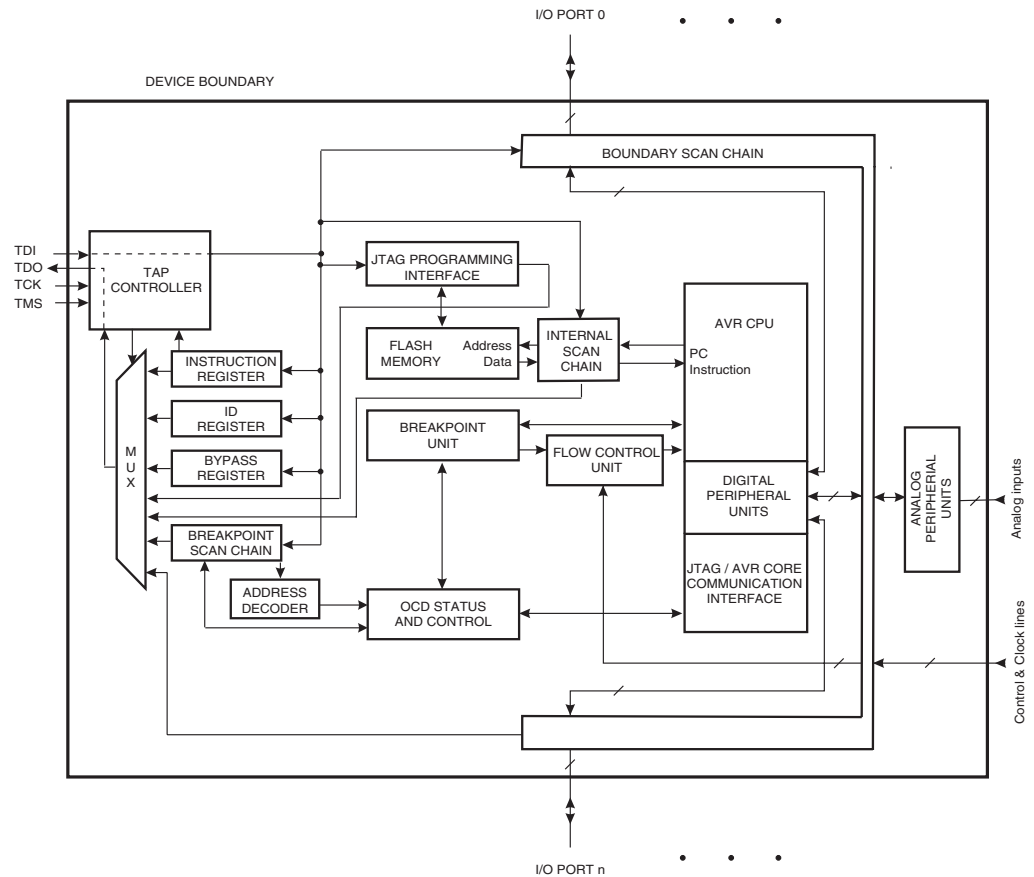 I/O PORT 0
DEVICE BOUNDARY
BOUNDARY SCAN CHAIN
TDI
TDO
TCK
TMS
TAP
CONTROLLER
JTAG PROGRAMMING
INTERFACE
AVR CPU
FLASH
MEMORY
Address
Data
INTERNAL
SCAN
CHAIN
PC
Instruction
INSTRUCTION
REGISTER
ID
REGISTER
M
U
X
BREAKPOINT
UNIT
FLOW CONTROL
UNIT
BYPASS
REGISTER
DIGITAL
PERIPHERAL
UNITS
ANALOG
PERIPHERIAL
UNITS
Analog inputs
BREAKPOINT
SCAN CHAIN
JTAG / AVR CORE
COMMUNICATION
INTERFACE
ADDRESS
DECODER
OCD STATUS
AND CONTROL
Control & Clock lines
I/O PORT n